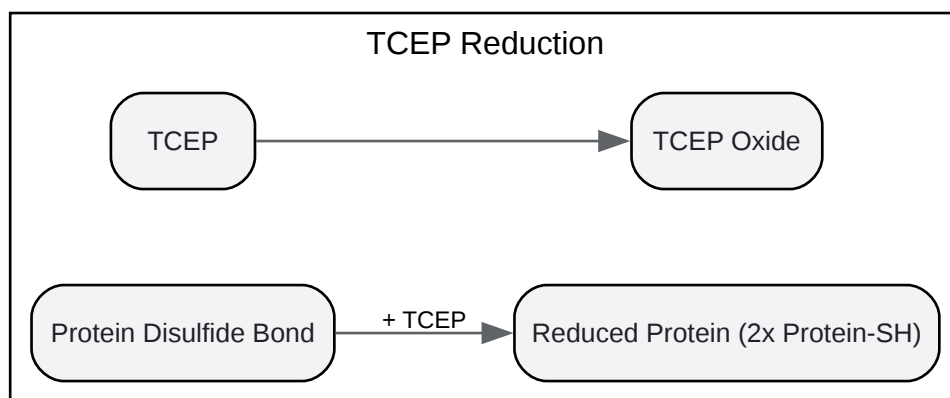 TCEP Reduction
TCEP
TCEP Oxide
Protein Disulfide Bond
+ TCEP
Reduced Protein (2x Protein-SH)